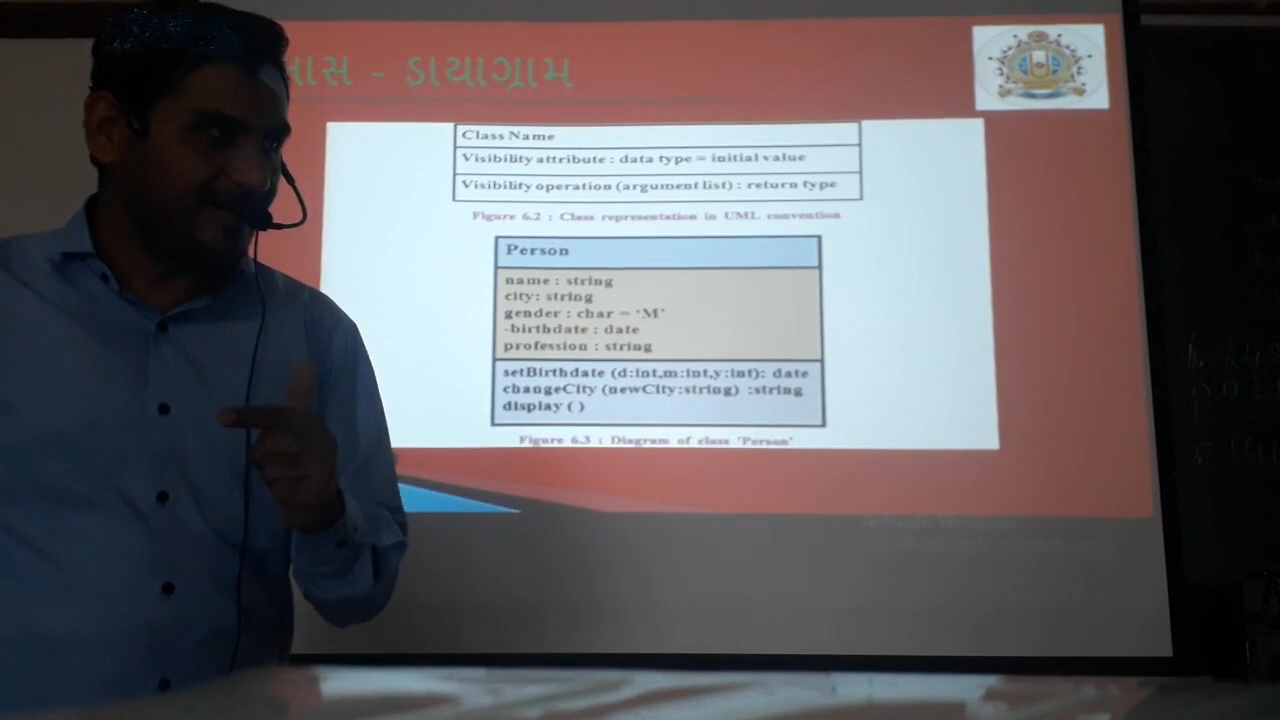 - ડાયાગ્રામ
Class Name
Visibility attribute : data type = initial value
Visibility operation (argument list) : return type
Figure 6.2 : Class representation in UML convention
Person
name : string
city: string
gender : char = ‘M’
-birthdate : date
profession : string
setBirthdate (d:int,m:int,y:int): date
changeCity (newCity:string) :string
display ( )
Figure 6.3 : Diagram of class 'Person'